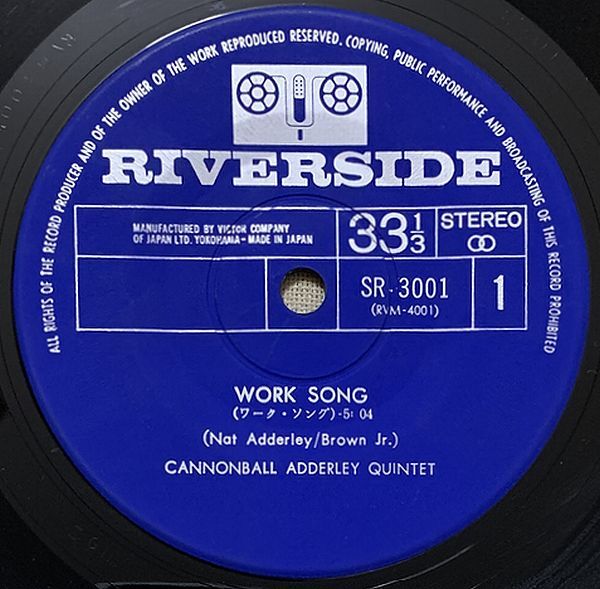 ALL RIGHTS OF THE RECORD PRODUCER AND OF THE OWNER OF THE WORK REPRODUCED RESERVED. COPYING, PUBLIC PERFORMANCE AND BROADCASTING OF THIS RECORD PROHIBITED
RIVERSIDE
MANUFACTURED BY VICTOR COMPANY
OF JAPAN LTD. YOKOHAMA - MADE IN JAPAN
33 1/3
STEREO
SR-3001
(RVM-4001)
1
WORK SONG
(ワーク・ソング)-5: 04
(Nat Adderley/Brown Jr.)
CANNONBALL ADDERLEY QUINTET